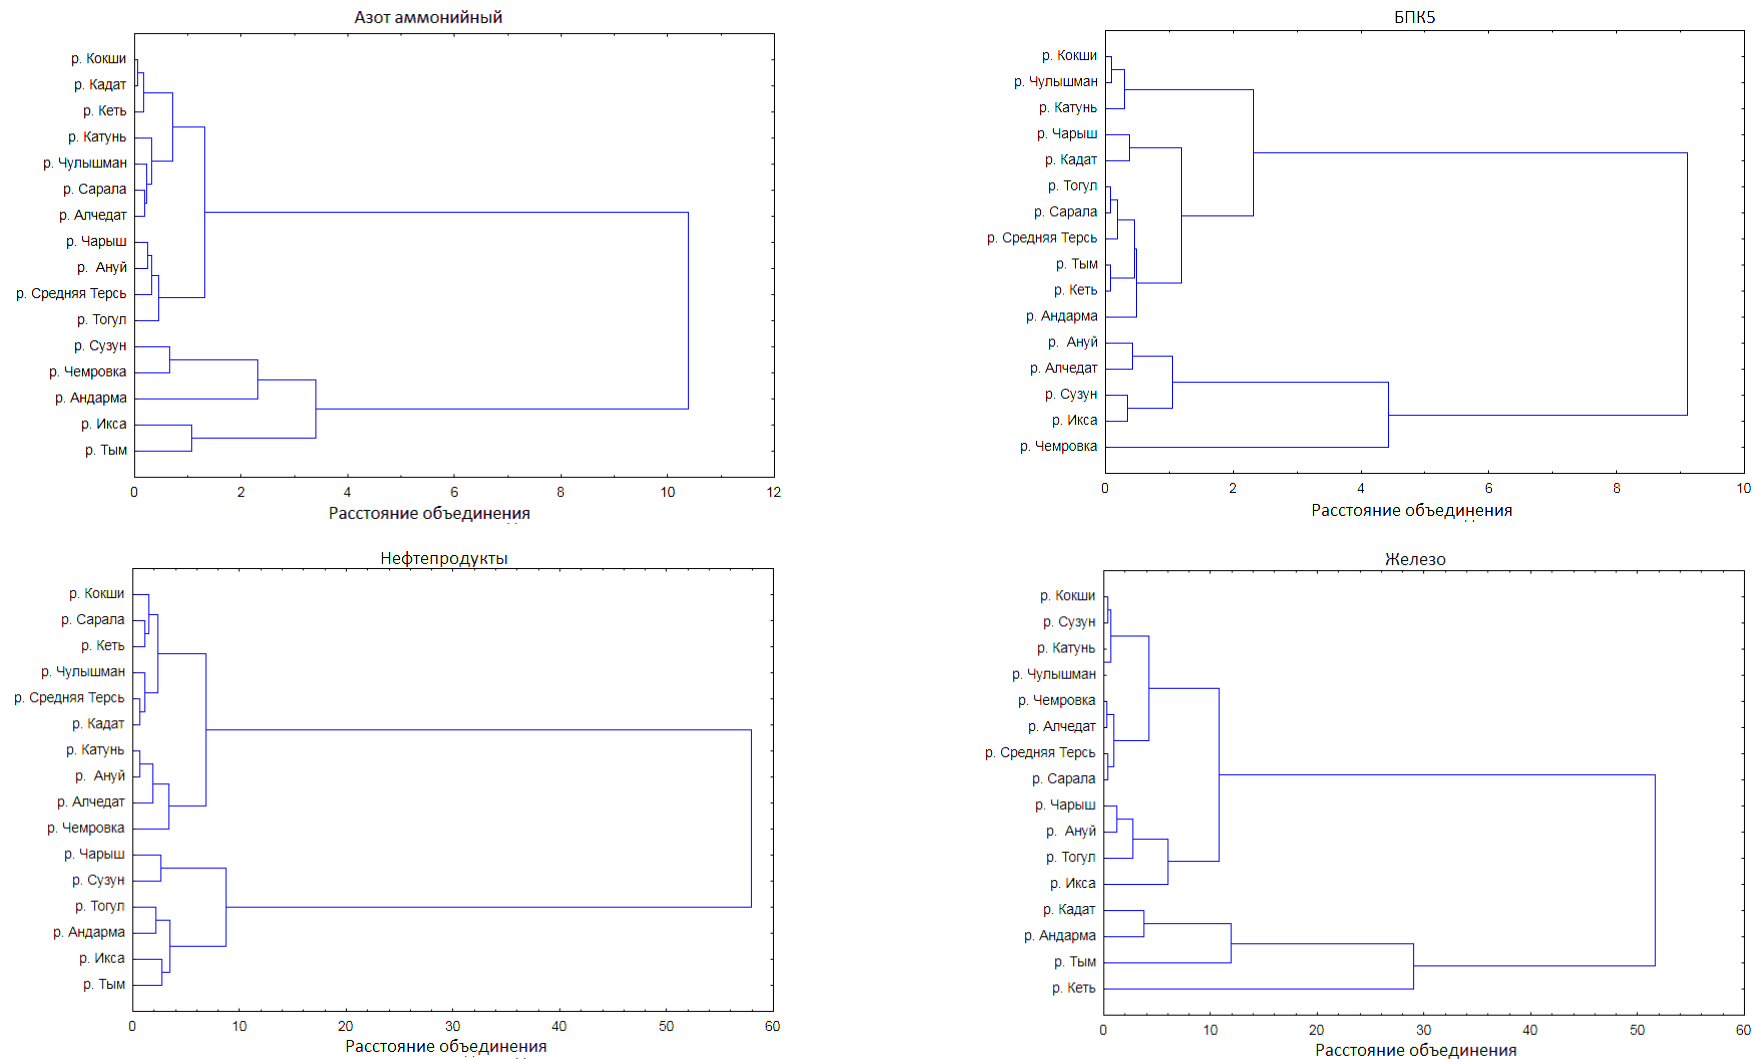 Азот аммонийный
р. Кокши
р. Кадат
р. Кеть
р. Катунь
р. Чулышман
р. Сарала
р. Алчедат
р. Чарыш
р. Ануй
р. Средняя Терсь
р. Тогул
р. Сузун
р. Чемровка
р. Андарма
р. Икса
р. Тым
0 2 4 6 8 10 12
Расстояние объединения
БПК5
р. Кокши
р. Чулышман
р. Катунь
р. Чарыш
р. Кадат
р. Тогул
р. Сарала
р. Средняя Терсь
р. Тым
р. Кеть
р. Андарма
р. Ануй
р. Алчедат
р. Сузун
р. Икса
р. Чемровка
0 2 4 6 8 10
Расстояние объединения
Нефтепродукты
р. Кокши
р. Сарала
р. Кеть
р. Чулышман
р. Средняя Терсь
р. Кадат
р. Катунь
р. Ануй
р. Алчедат
р. Чемровка
р. Чарыш
р. Сузун
р. Тогул
р. Андарма
р. Икса
р. Тым
0 10 20 30 40 50 60
Расстояние объединения
Железо
р. Кокши
р. Сузун
р. Катунь
р. Чулышман
р. Чемровка
р. Алчедат
р. Средняя Терсь
р. Сарала
р. Чарыш
р. Ануй
р. Тогул
р. Икса
р. Кадат
р. Андарма
р. Тым
р. Кеть
0 10 20 30 40 50 60
Расстояние объединения